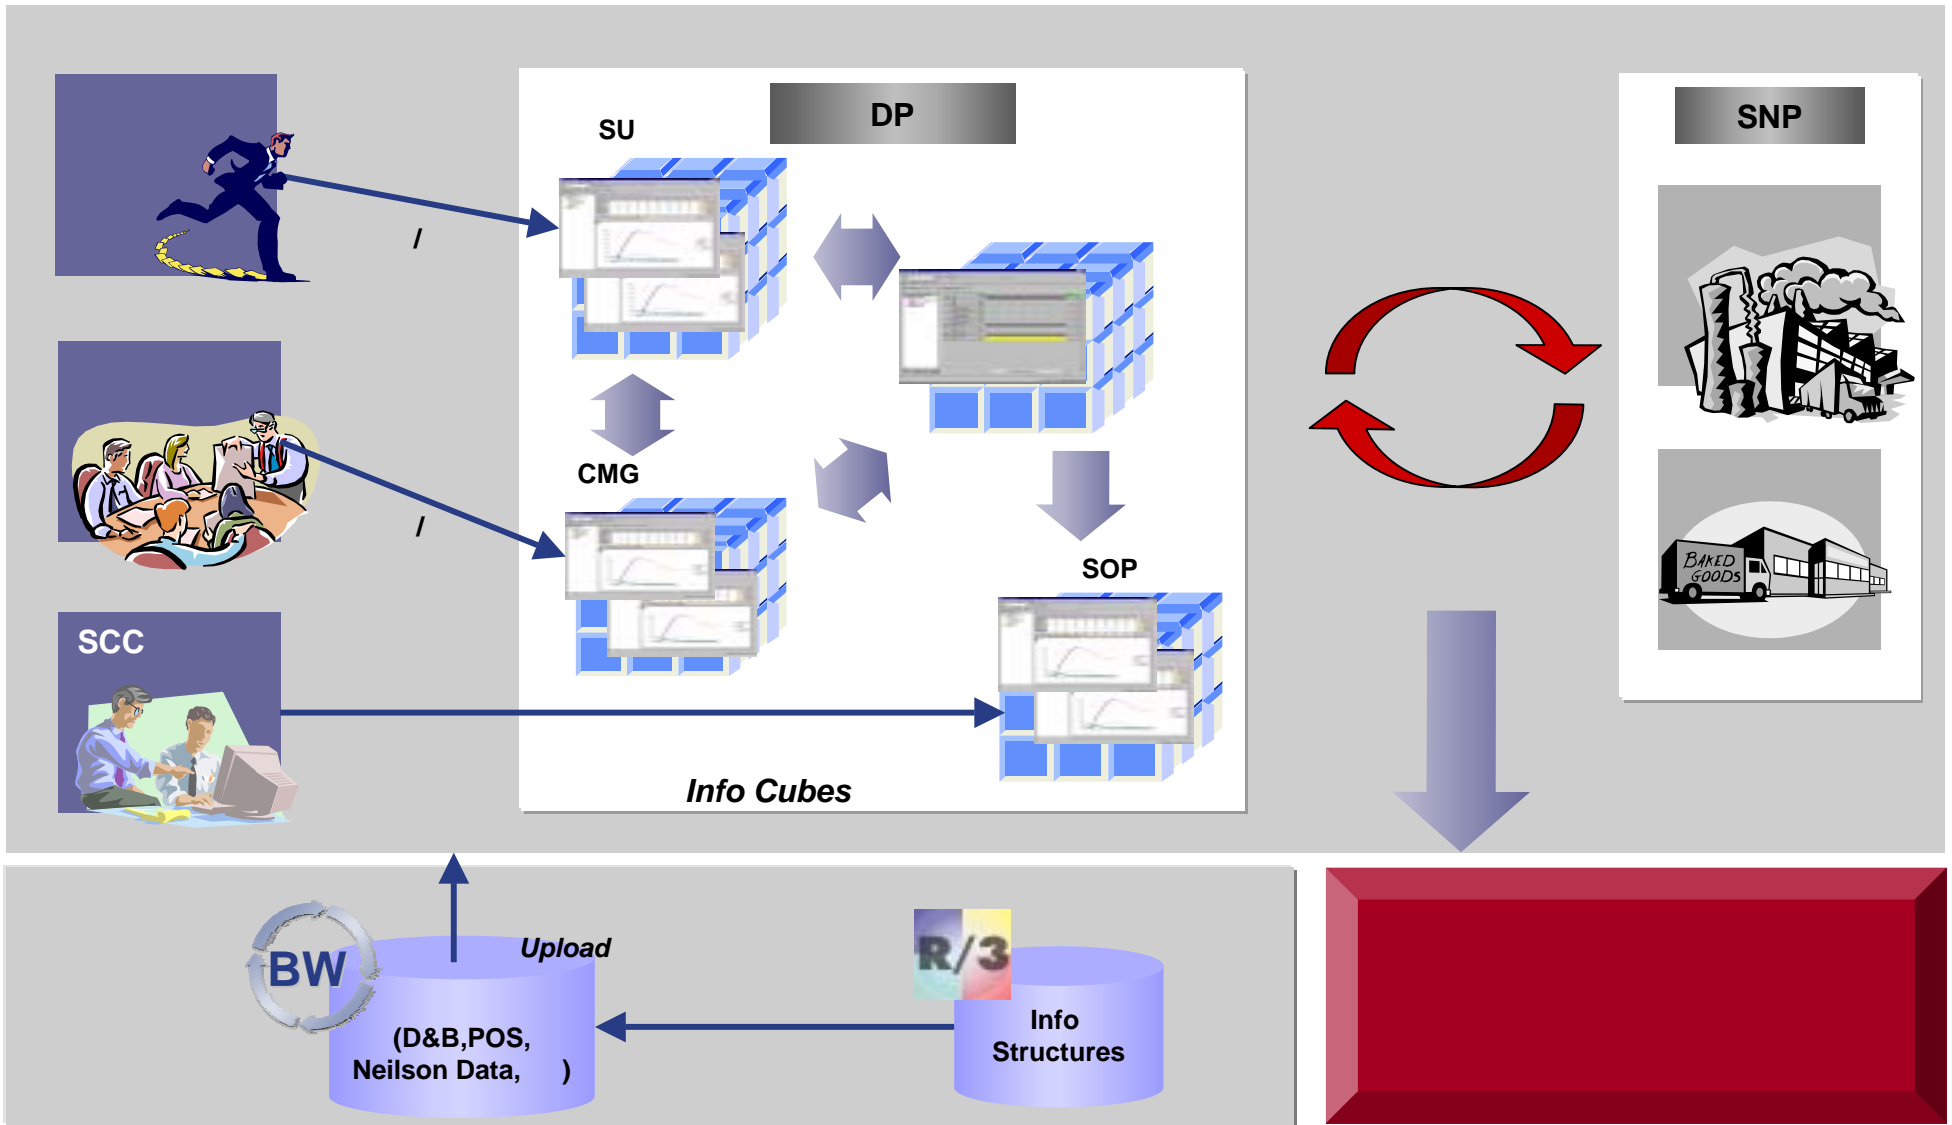 DP
SNP
SU
/
CMG
/
SOP
BAKED
GOODS
SCC
Info Cubes
BW
Upload
R/3
(D&B,POS,
Neilson Data, )
Info
Structures